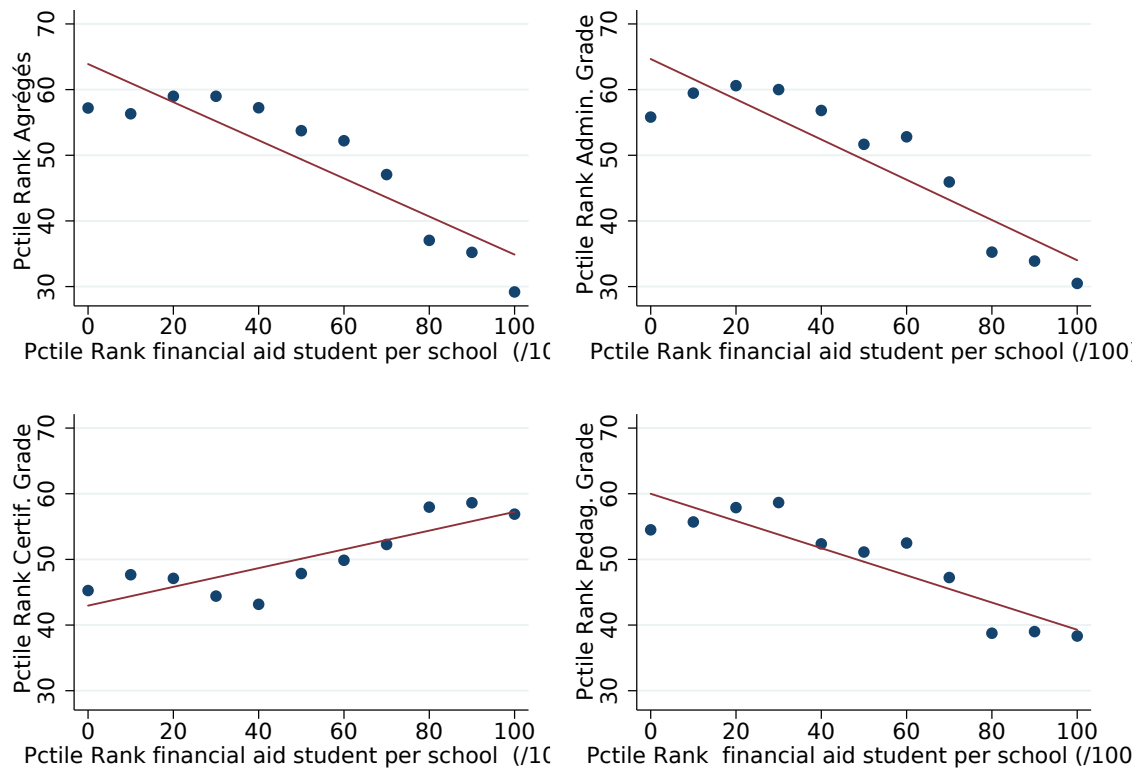 Pctile Rank Agrégés
70
60
50
40
30
0 20 40 60 80 100
Pctile Rank financial aid student per school (/10
Pctile Rank Admin. Grade
70
60
50
40
30
0 20 40 60 80 100
Pctile Rank financial aid student per school (/100)
Pctile Rank Certif. Grade
70
60
50
40
30
0 20 40 60 80 100
Pctile Rank financial aid student per school (/10
Pctile Rank Pedag. Grade
70
60
50
40
30
0 20 40 60 80 100
Pctile Rank financial aid student per school (/100